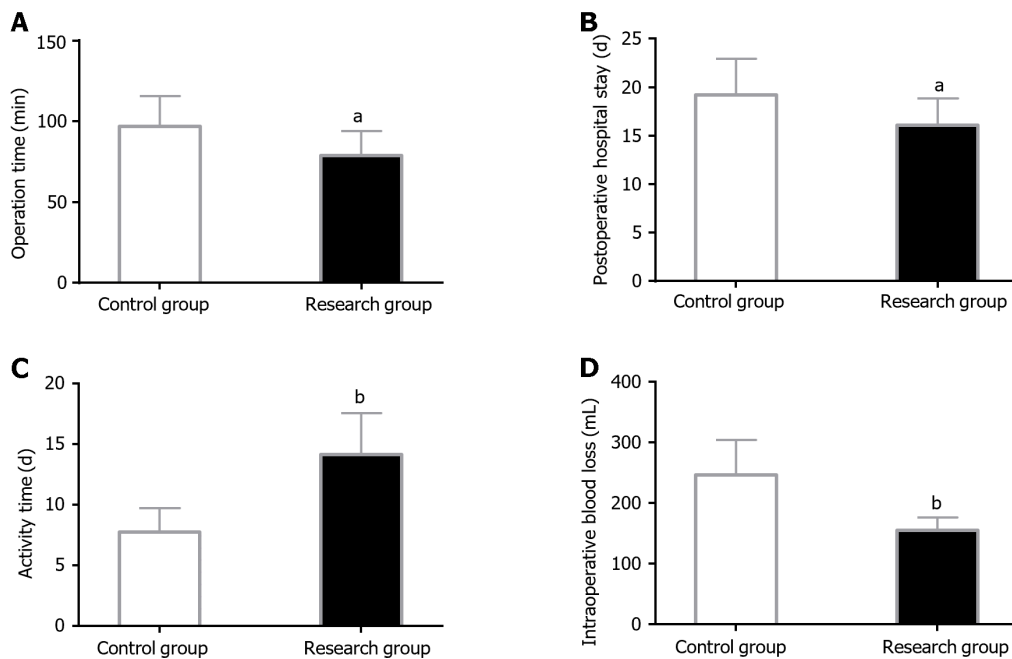 A
Operation time (min)
150
100
50
0
a
Control group
Research group
B
Postoperative hospital stay (d)
25
20
15
10
5
0
a
Control group
Research group
C
Activity time (d)
20
15
10
5
0
b
Control group
Research group
D
Intraoperative blood loss (mL)
400
300
200
100
0
b
Control group
Research group